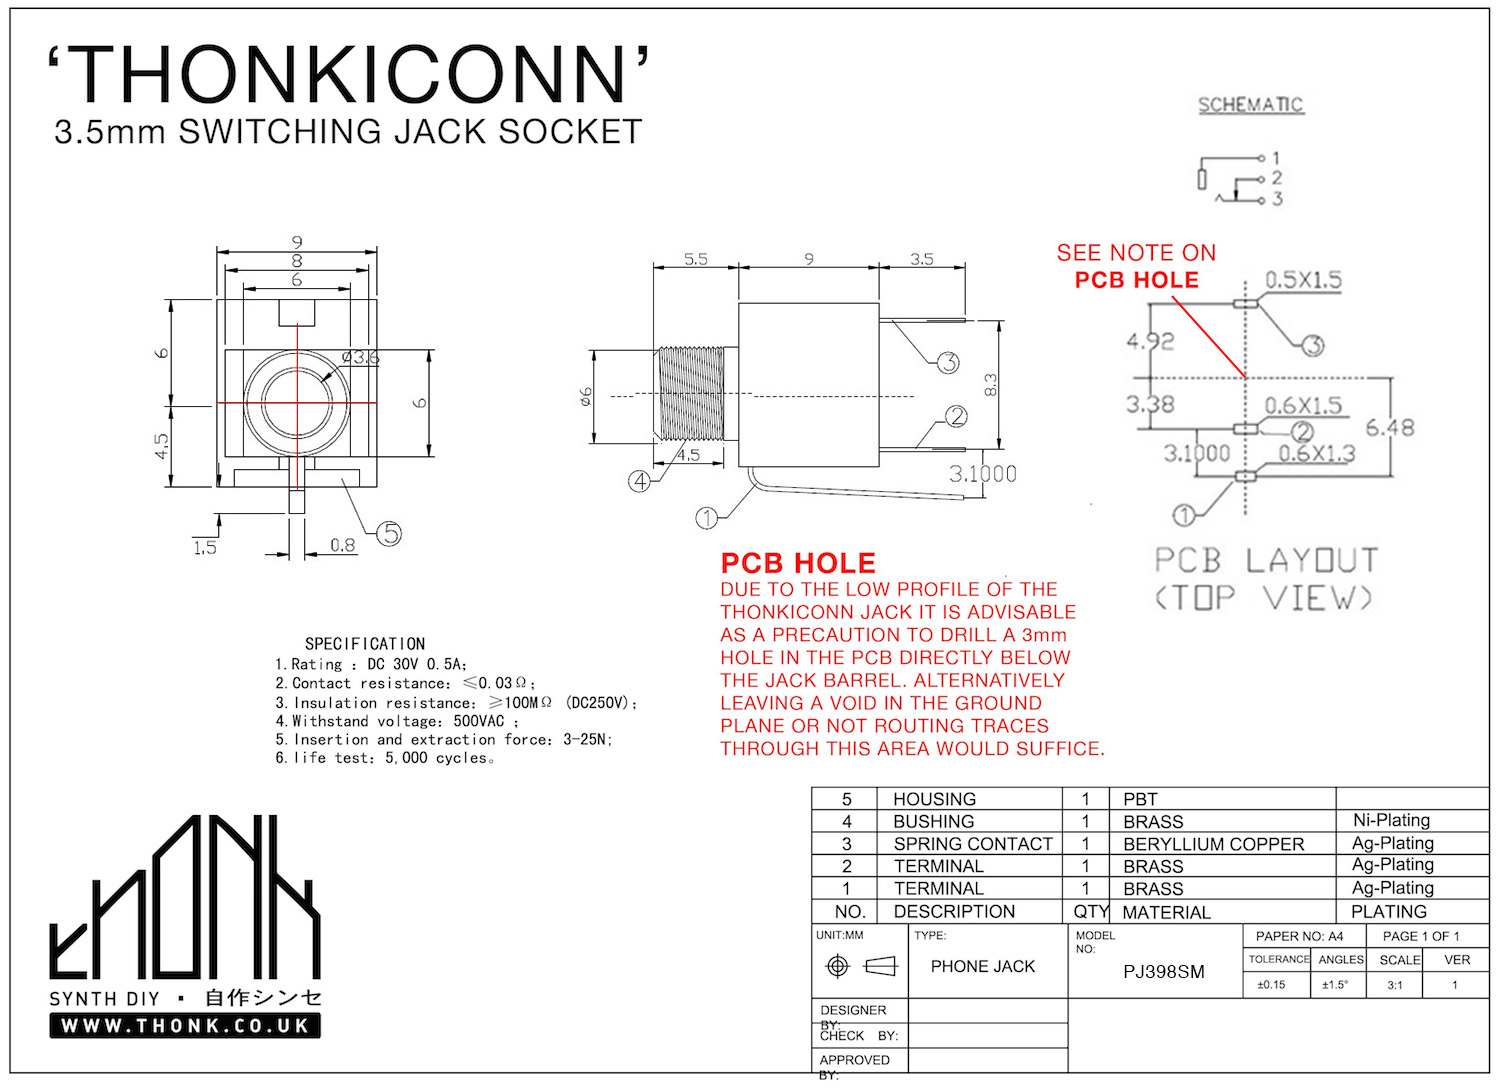 ‘THONKICONN’
3.5mm SWITCHING JACK SOCKET
SCHEMATIC
1
2
3
9
8
6
ø3.6
6
4.5
6
1.5
0.8
5
5.5
9
3.5
ø6
4.5
8.3
3.1000
3
2
4
1
SEE NOTE ON
PCB HOLE
0.5X1.5
3
4.92
3.38
0.6X1.5
2
6.48
3.1000
0.6X1.3
1
PCB LAYOUT
(TOP VIEW)
PCB HOLE
DUE TO THE LOW PROFILE OF THE
THONKICONN JACK IT IS ADVISABLE
AS A PRECAUTION TO DRILL A 3mm
HOLE IN THE PCB DIRECTLY BELOW
THE JACK BARREL. ALTERNATIVELY
LEAVING A VOID IN THE GROUND
PLANE OR NOT ROUTING TRACES
THROUGH THIS AREA WOULD SUFFICE.
SPECIFICATION
1.Rating : DC 30V 0.5A;
2.Contact resistance: ≤0.03Ω;
3.Insulation resistance: ≥100MΩ (DC250V);
4.Withstand voltage: 500VAC ;
5.Insertion and extraction force: 3-25N;
6.life test: 5,000 cycles。
THONK
SYNTH DIY ・ 自作シンセ
WWW.THONK.CO.UK
5 HOUSING 1 PBT
4 BUSHING 1 BRASS Ni-Plating
3 SPRING CONTACT 1 BERYLLIUM COPPER Ag-Plating
2 TERMINAL 1 BRASS Ag-Plating
1 TERMINAL 1 BRASS Ag-Plating
NO. DESCRIPTION QTY MATERIAL PLATING
UNIT:MM
TYPE:
PHONE JACK
MODEL
NO:
PJ398SM
PAPER NO: A4 PAGE 1 OF 1
TOLERANCE ANGLES SCALE VER
±0.15 ±1.5° 3:1 1
DESIGNER
BY:
CHECK BY:
APPROVED
BY: